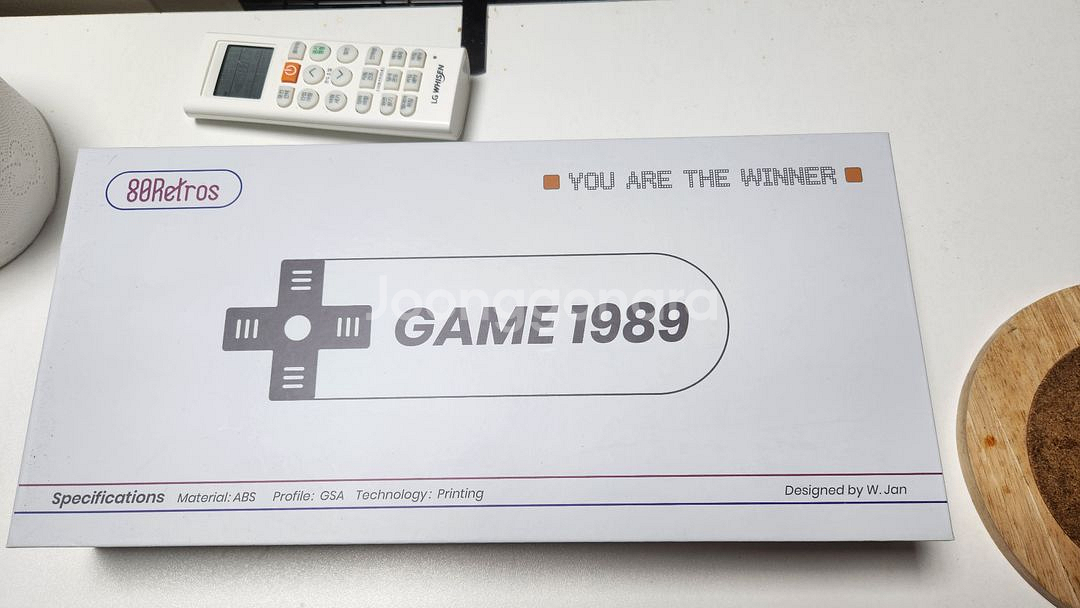 LG WHISEN
80Retros
YOU ARE THE WINNER
Joonggonara
GAME 1989
Specifications Material: ABS Profile: GSA Technology: Printing
Designed by W. Jan